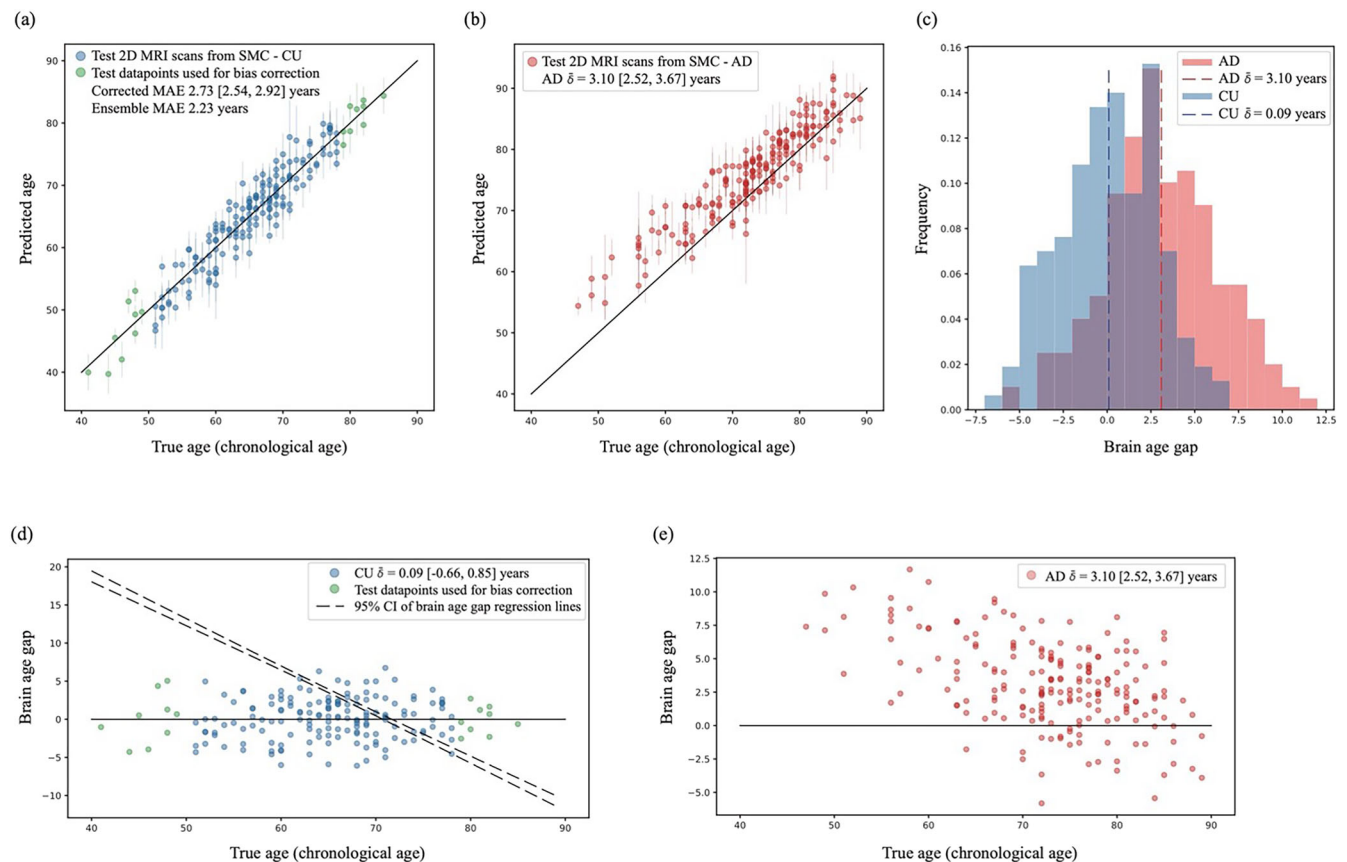 (a)
Test 2D MRI scans from SMC - CU
Test datapoints used for bias correction
Corrected MAE 2.73 [2.54, 2.92] years
Ensemble MAE 2.23 years
90
80
70
60
50
40
Predicted age
40 50 60 70 80 90
True age (chronological age)
(b)
Test 2D MRI scans from SMC - AD
AD δ̄ = 3.10 [2.52, 3.67] years
90
80
70
60
50
40
Predicted age
40 50 60 70 80 90
True age (chronological age)
(c)
AD
AD δ̄ = 3.10 years
CU
CU δ̄ = 0.09 years
0.16
0.14
0.12
0.10
0.08
0.06
0.04
0.02
0.00
Frequency
−7.5 −5.0 −2.5 0.0 2.5 5.0 7.5 10.0 12.5
Brain age gap
(d)
CU δ̄ = 0.09 [-0.66, 0.85] years
Test datapoints used for bias correction
95% CI of brain age gap regression lines
20
15
10
5
0
−5
−10
Brain age gap
40 50 60 70 80 90
True age (chronological age)
(e)
AD δ̄ = 3.10 [2.52, 3.67] years
12.5
10.0
7.5
5.0
2.5
0.0
−2.5
−5.0
Brain age gap
40 50 60 70 80 90
True age (chronological age)